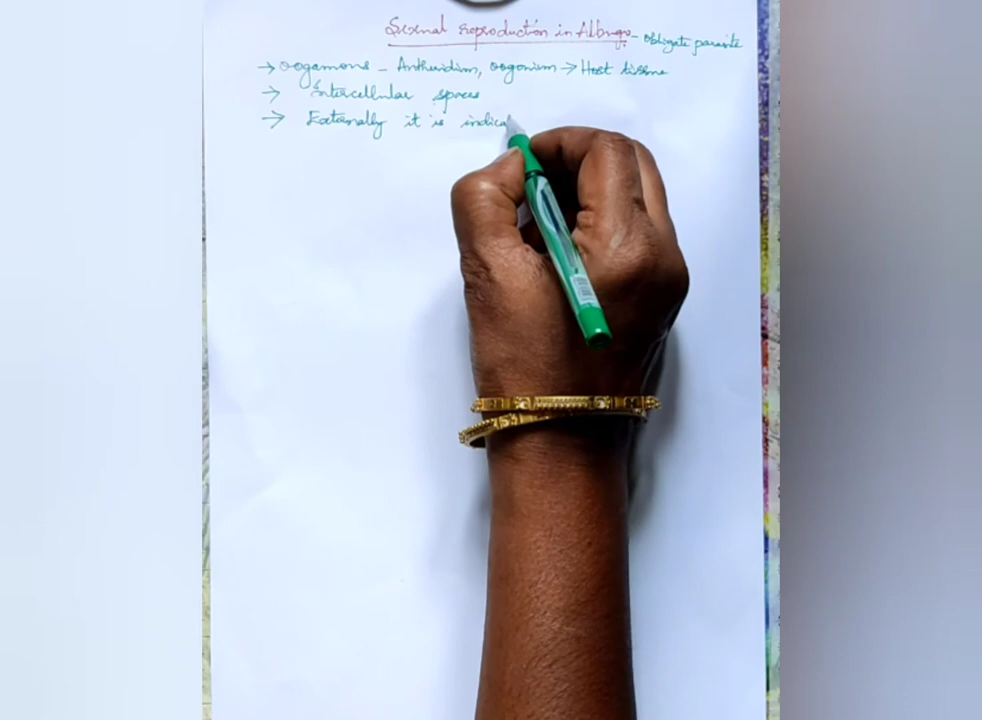 Sexual reproduction in Albugo - Obligate parasite
→ oogamous - Antheridium, oogonium → Host tissue
→ Intercellular spaces
→ Externally it is indica